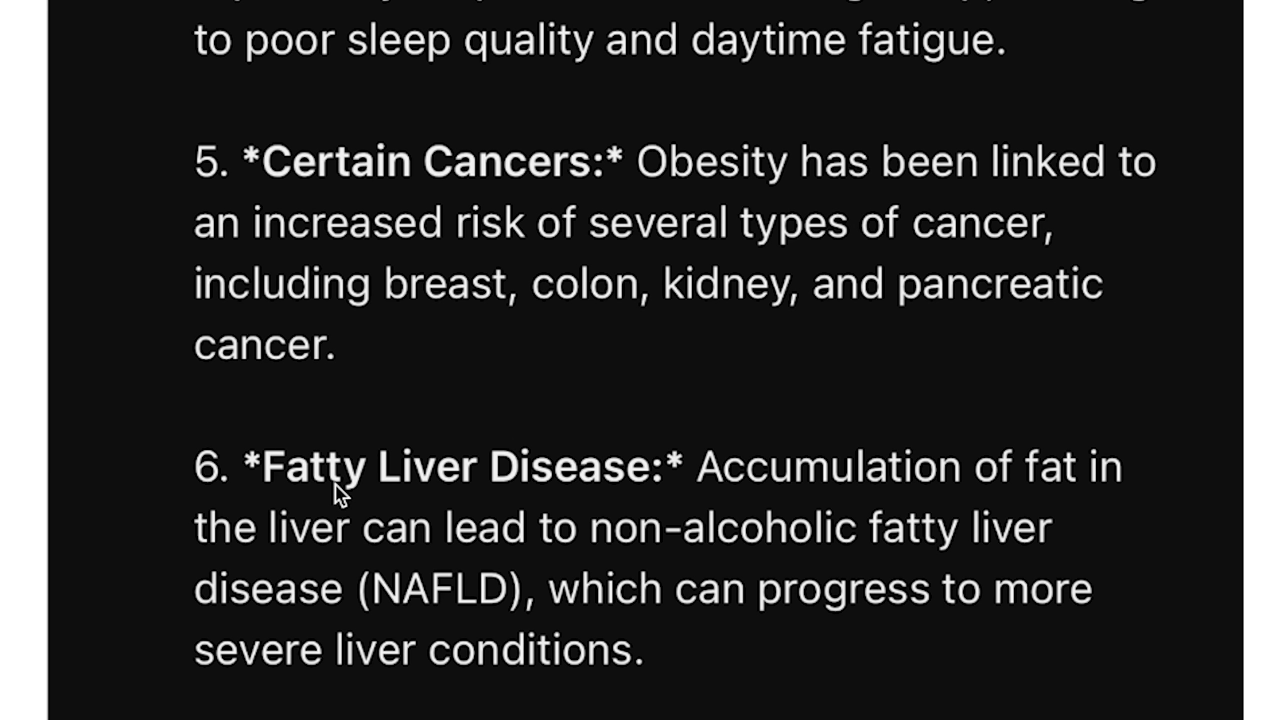 to poor sleep quality and daytime fatigue.
5. *Certain Cancers:* Obesity has been linked to
an increased risk of several types of cancer,
including breast, colon, kidney, and pancreatic
cancer.
6. *Fatty Liver Disease:* Accumulation of fat in
the liver can lead to non-alcoholic fatty liver
disease (NAFLD), which can progress to more
severe liver conditions.